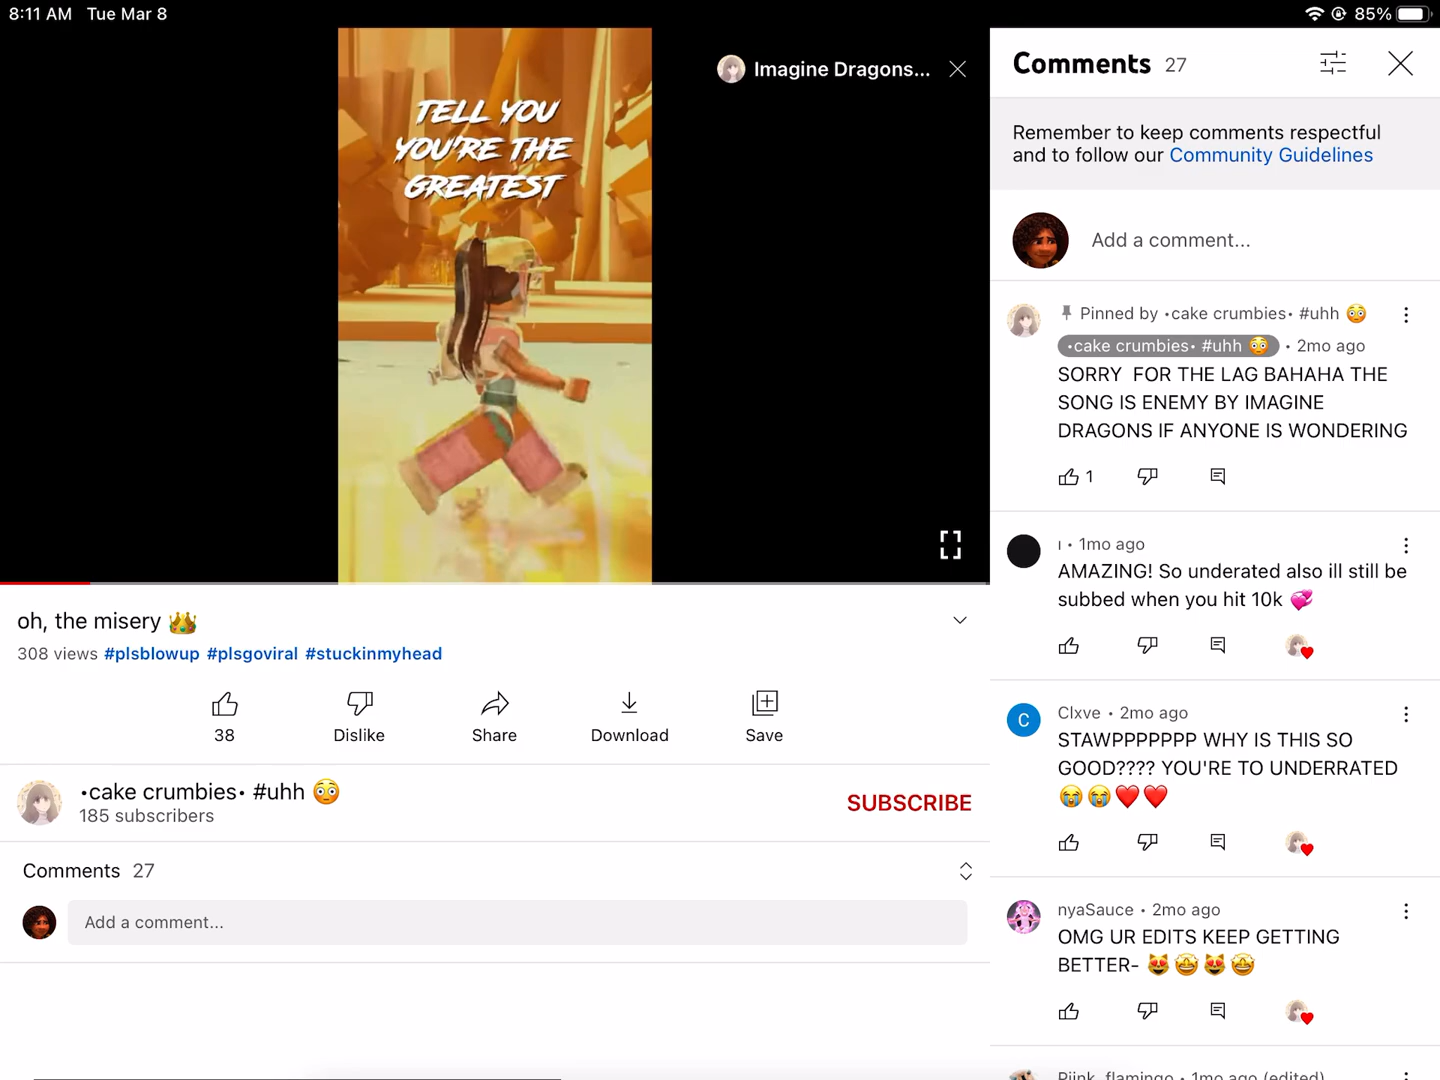 8:11 AM Tue Mar 8
85%
TELL YOU
YOU'RE THE
GREATEST
Imagine Dragons...
oh, the misery 👑
308 views #plsblowup #plsgoviral #stuckinmyhead
38 Dislike Share Download Save
•cake crumbies• #uhh 😳
185 subscribers
SUBSCRIBE
Comments 27
Add a comment...
Comments 27
Remember to keep comments respectful
and to follow our Community Guidelines
Add a comment...
Pinned by •cake crumbies• #uhh 😳
•cake crumbies• #uhh 😳 • 2mo ago
SORRY FOR THE LAG BAHAHA THE
SONG IS ENEMY BY IMAGINE
DRAGONS IF ANYONE IS WONDERING
1
ı • 1mo ago
AMAZING! So underated also ill still be
subbed when you hit 10k 💞
C
Clxve • 2mo ago
STAWPPPPPPP WHY IS THIS SO
GOOD???? YOU'RE TO UNDERRATED
😭😭❤️❤️
nyaSauce • 2mo ago
OMG UR EDITS KEEP GETTING
BETTER- 😻🤩😻🤩
Piink_flamingo • 1mo ago (edited)